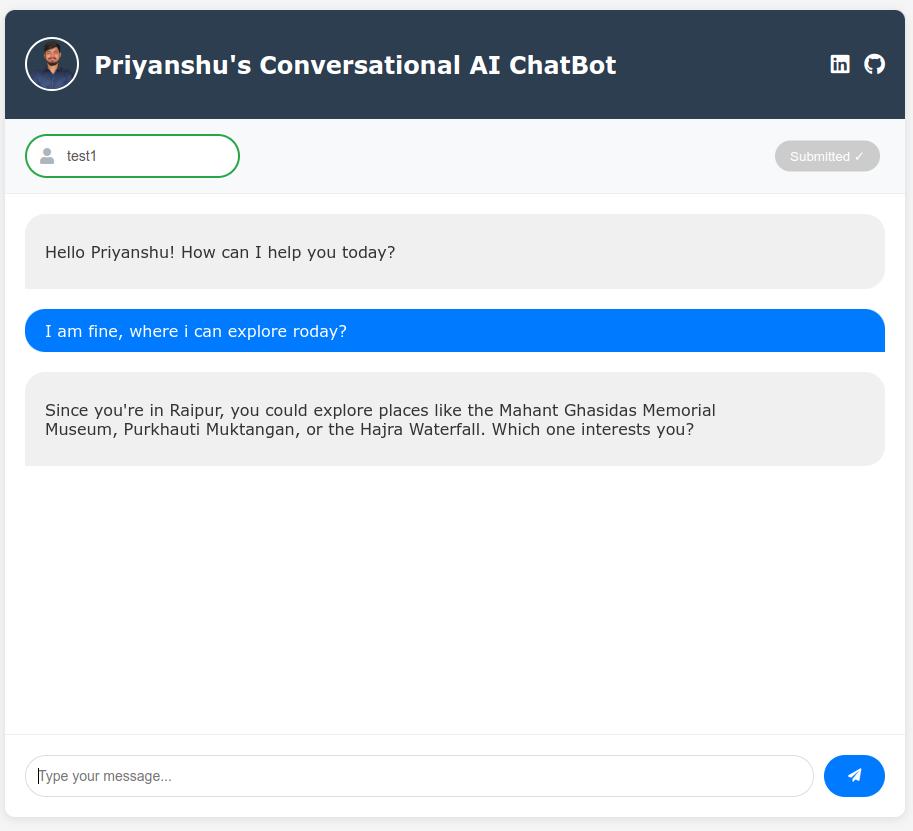 Priyanshu's Conversational AI ChatBot
in
test1
Submitted ✓
Hello Priyanshu! How can I help you today?
I am fine, where i can explore roday?
Since you're in Raipur, you could explore places like the Mahant Ghasidas Memorial
Museum, Purkhauti Muktangan, or the Hajra Waterfall. Which one interests you?
Type your message...